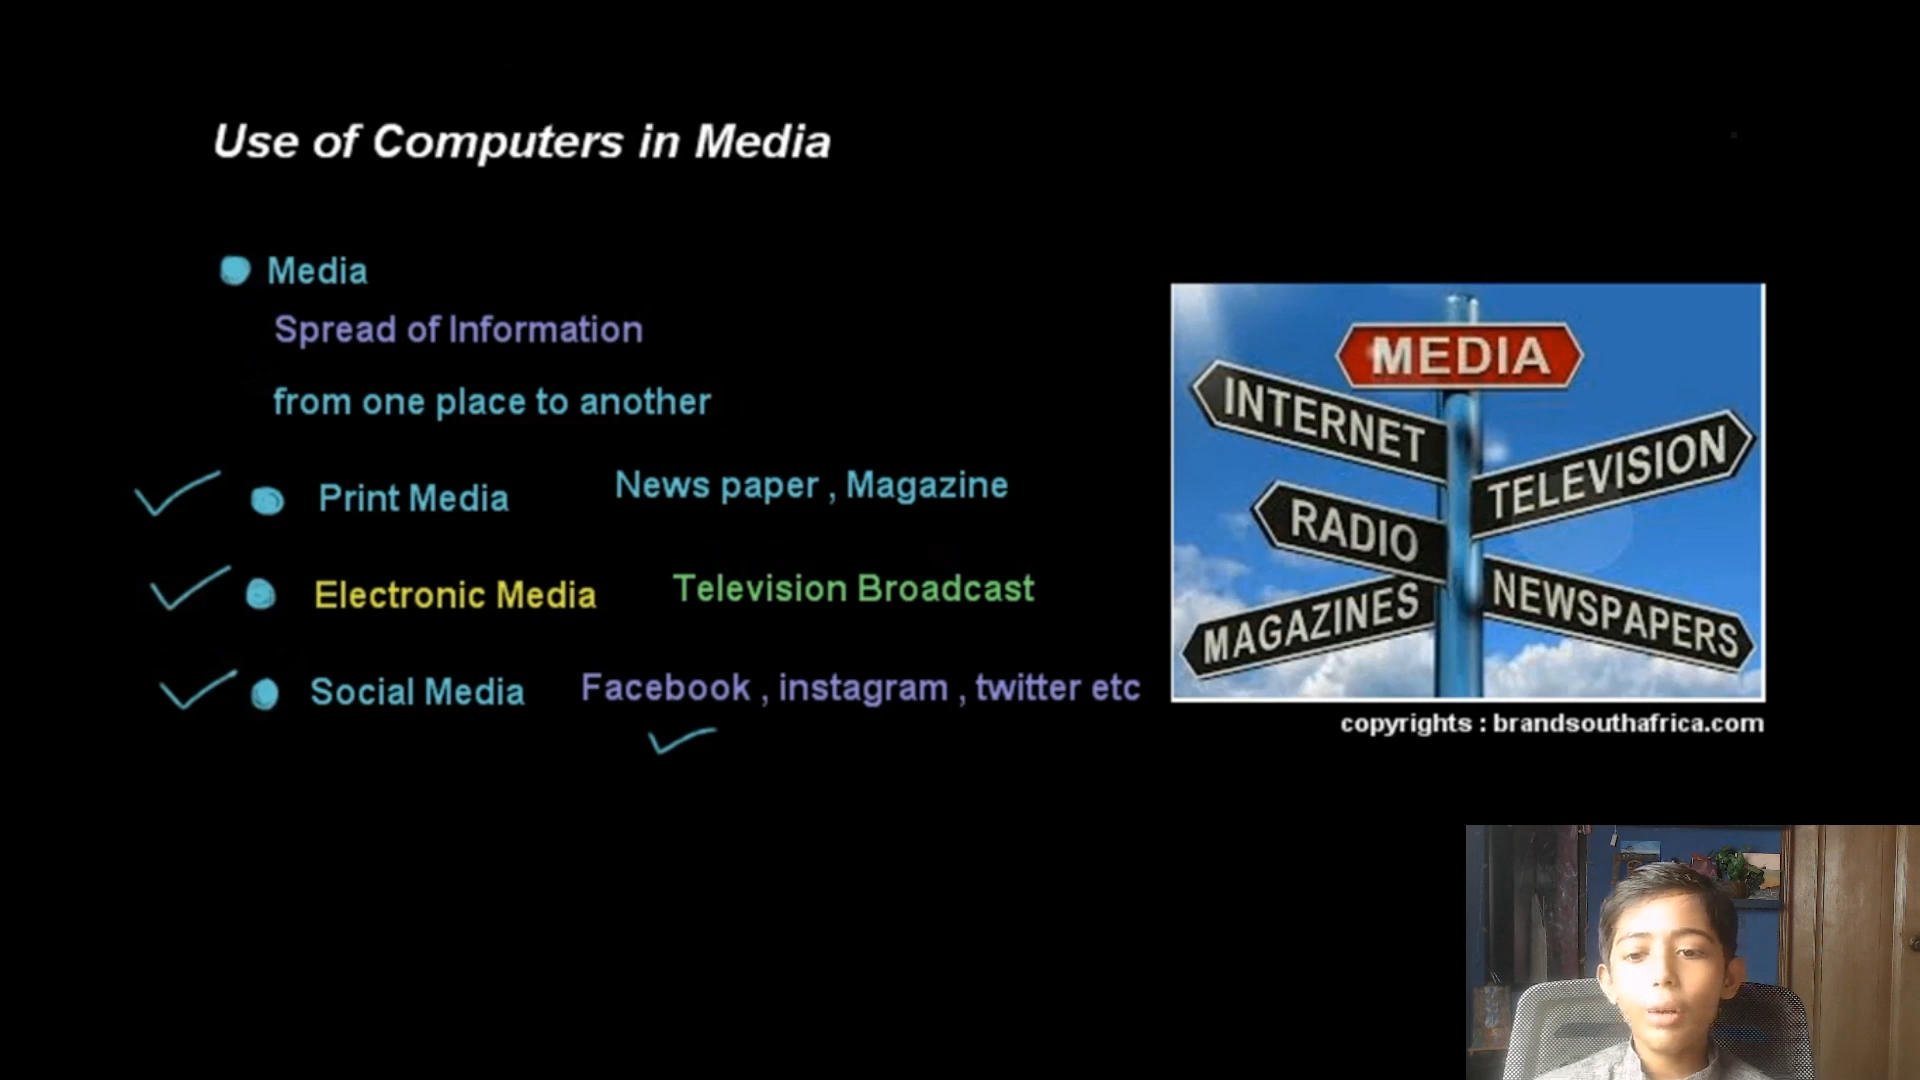 Use of Computers in Media
Media
Spread of Information
from one place to another
Print Media News paper , Magazine
Electronic Media Television Broadcast
Social Media Facebook , instagram , twitter etc
MEDIA
INTERNET
TELEVISION
RADIO
MAGAZINES
NEWSPAPERS
copyrights : brandsouthafrica.com